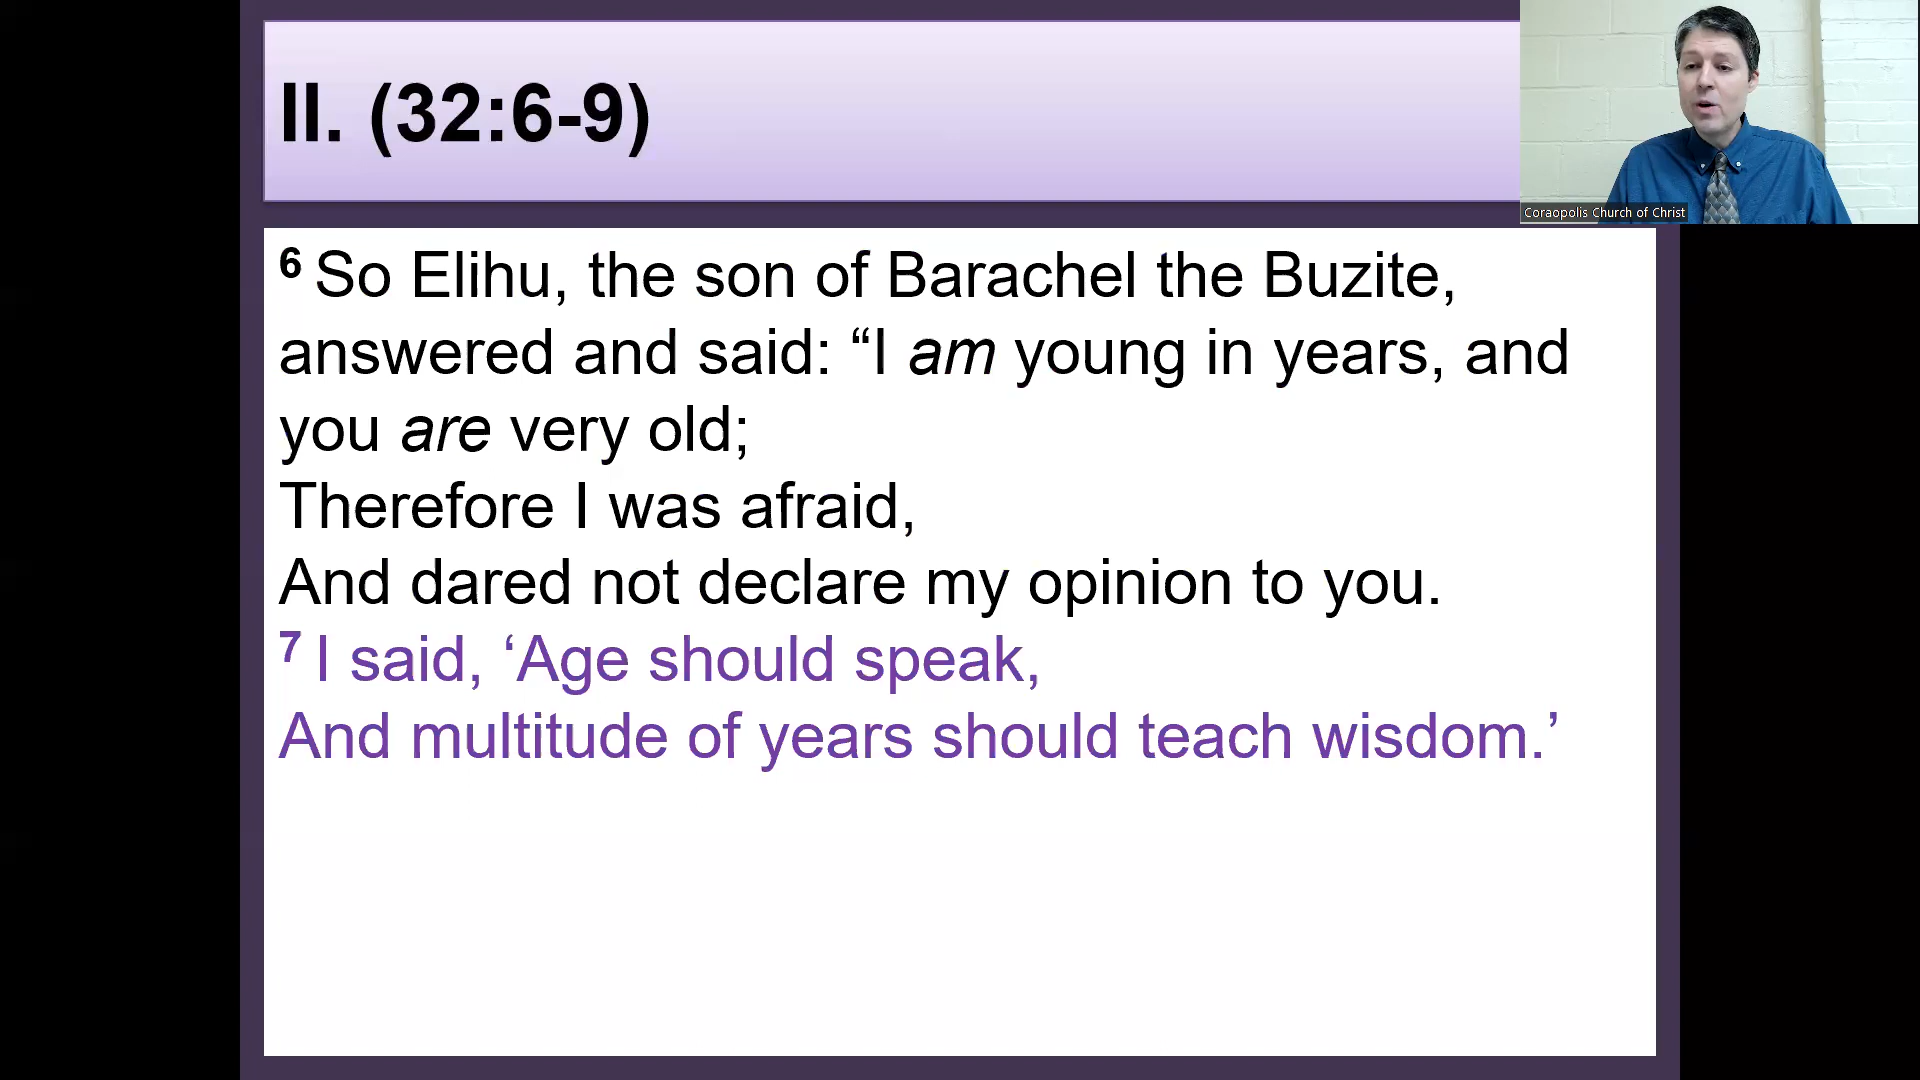 II. (32:6-9)
Coraopolis Church of Christ
6 So Elihu, the son of Barachel the Buzite,
answered and said: “I am young in years, and
you are very old;
Therefore I was afraid,
And dared not declare my opinion to you.
7 I said, ‘Age should speak,
And multitude of years should teach wisdom.’